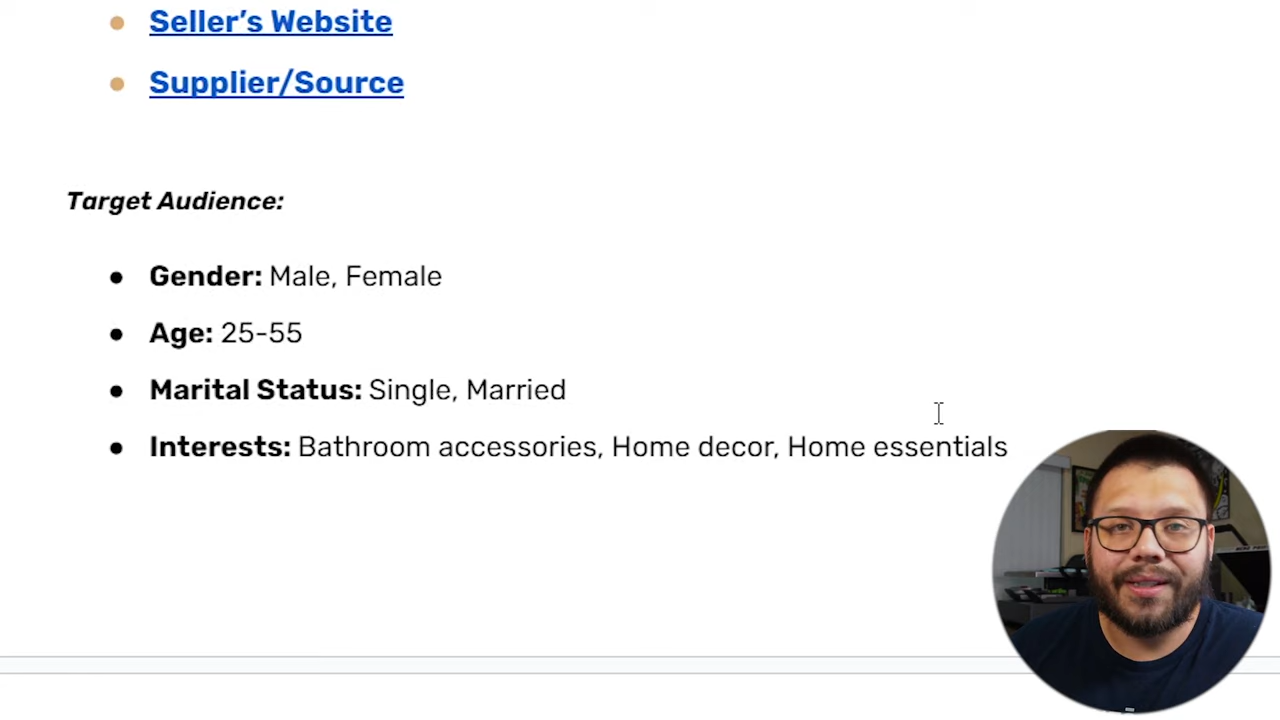 Seller’s Website
Supplier/Source
Target Audience:
Gender: Male, Female
Age: 25-55
Marital Status: Single, Married
Interests: Bathroom accessories, Home decor, Home essentials